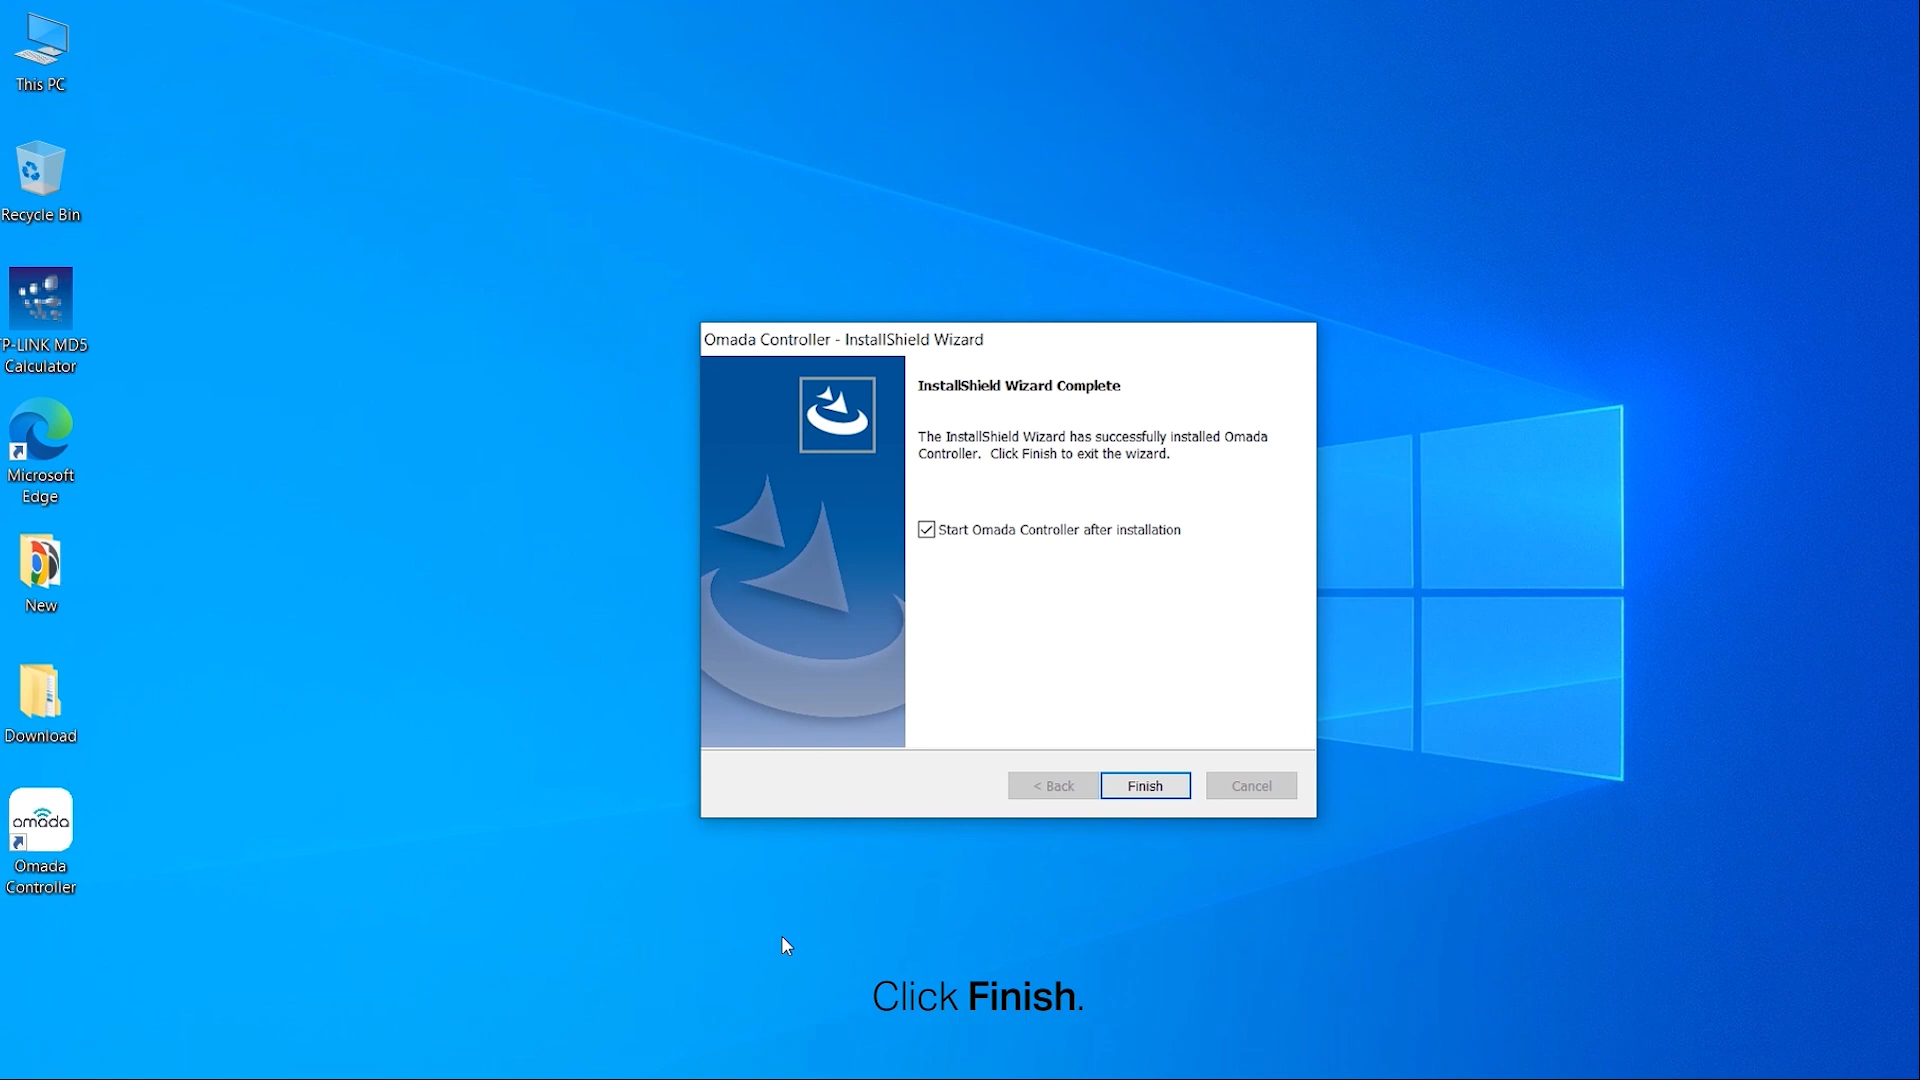 This PC
Recycle Bin
TP-LINK MD5
Calculator
Microsoft
Edge
New
Download
omada
Omada
Controller
Omada Controller - InstallShield Wizard
InstallShield Wizard Complete
The InstallShield Wizard has successfully installed Omada
Controller. Click Finish to exit the wizard.
Start Omada Controller after installation
< Back
Finish
Cancel
Click Finish.